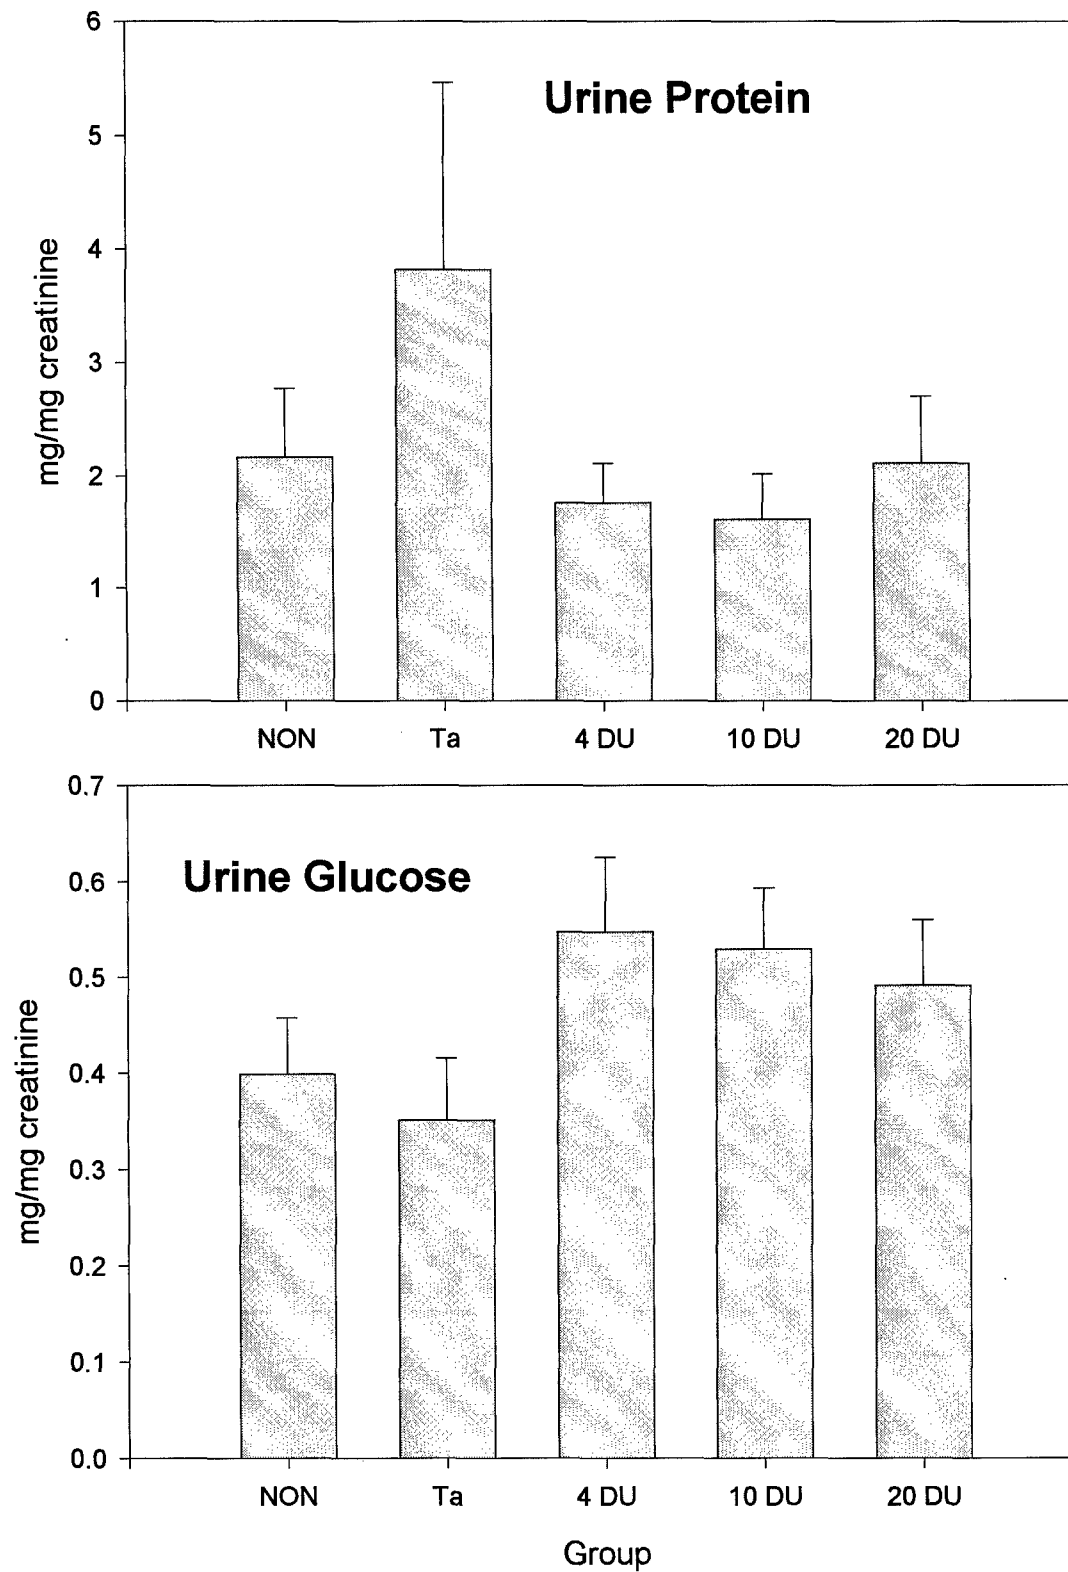 Urine Protein
mg/mg creatinine
6
5
4
3
2
1
0
NON Ta 4 DU 10 DU 20 DU
Urine Glucose
mg/mg creatinine
0.7
0.6
0.5
0.4
0.3
0.2
0.1
0.0
NON Ta 4 DU 10 DU 20 DU
Group